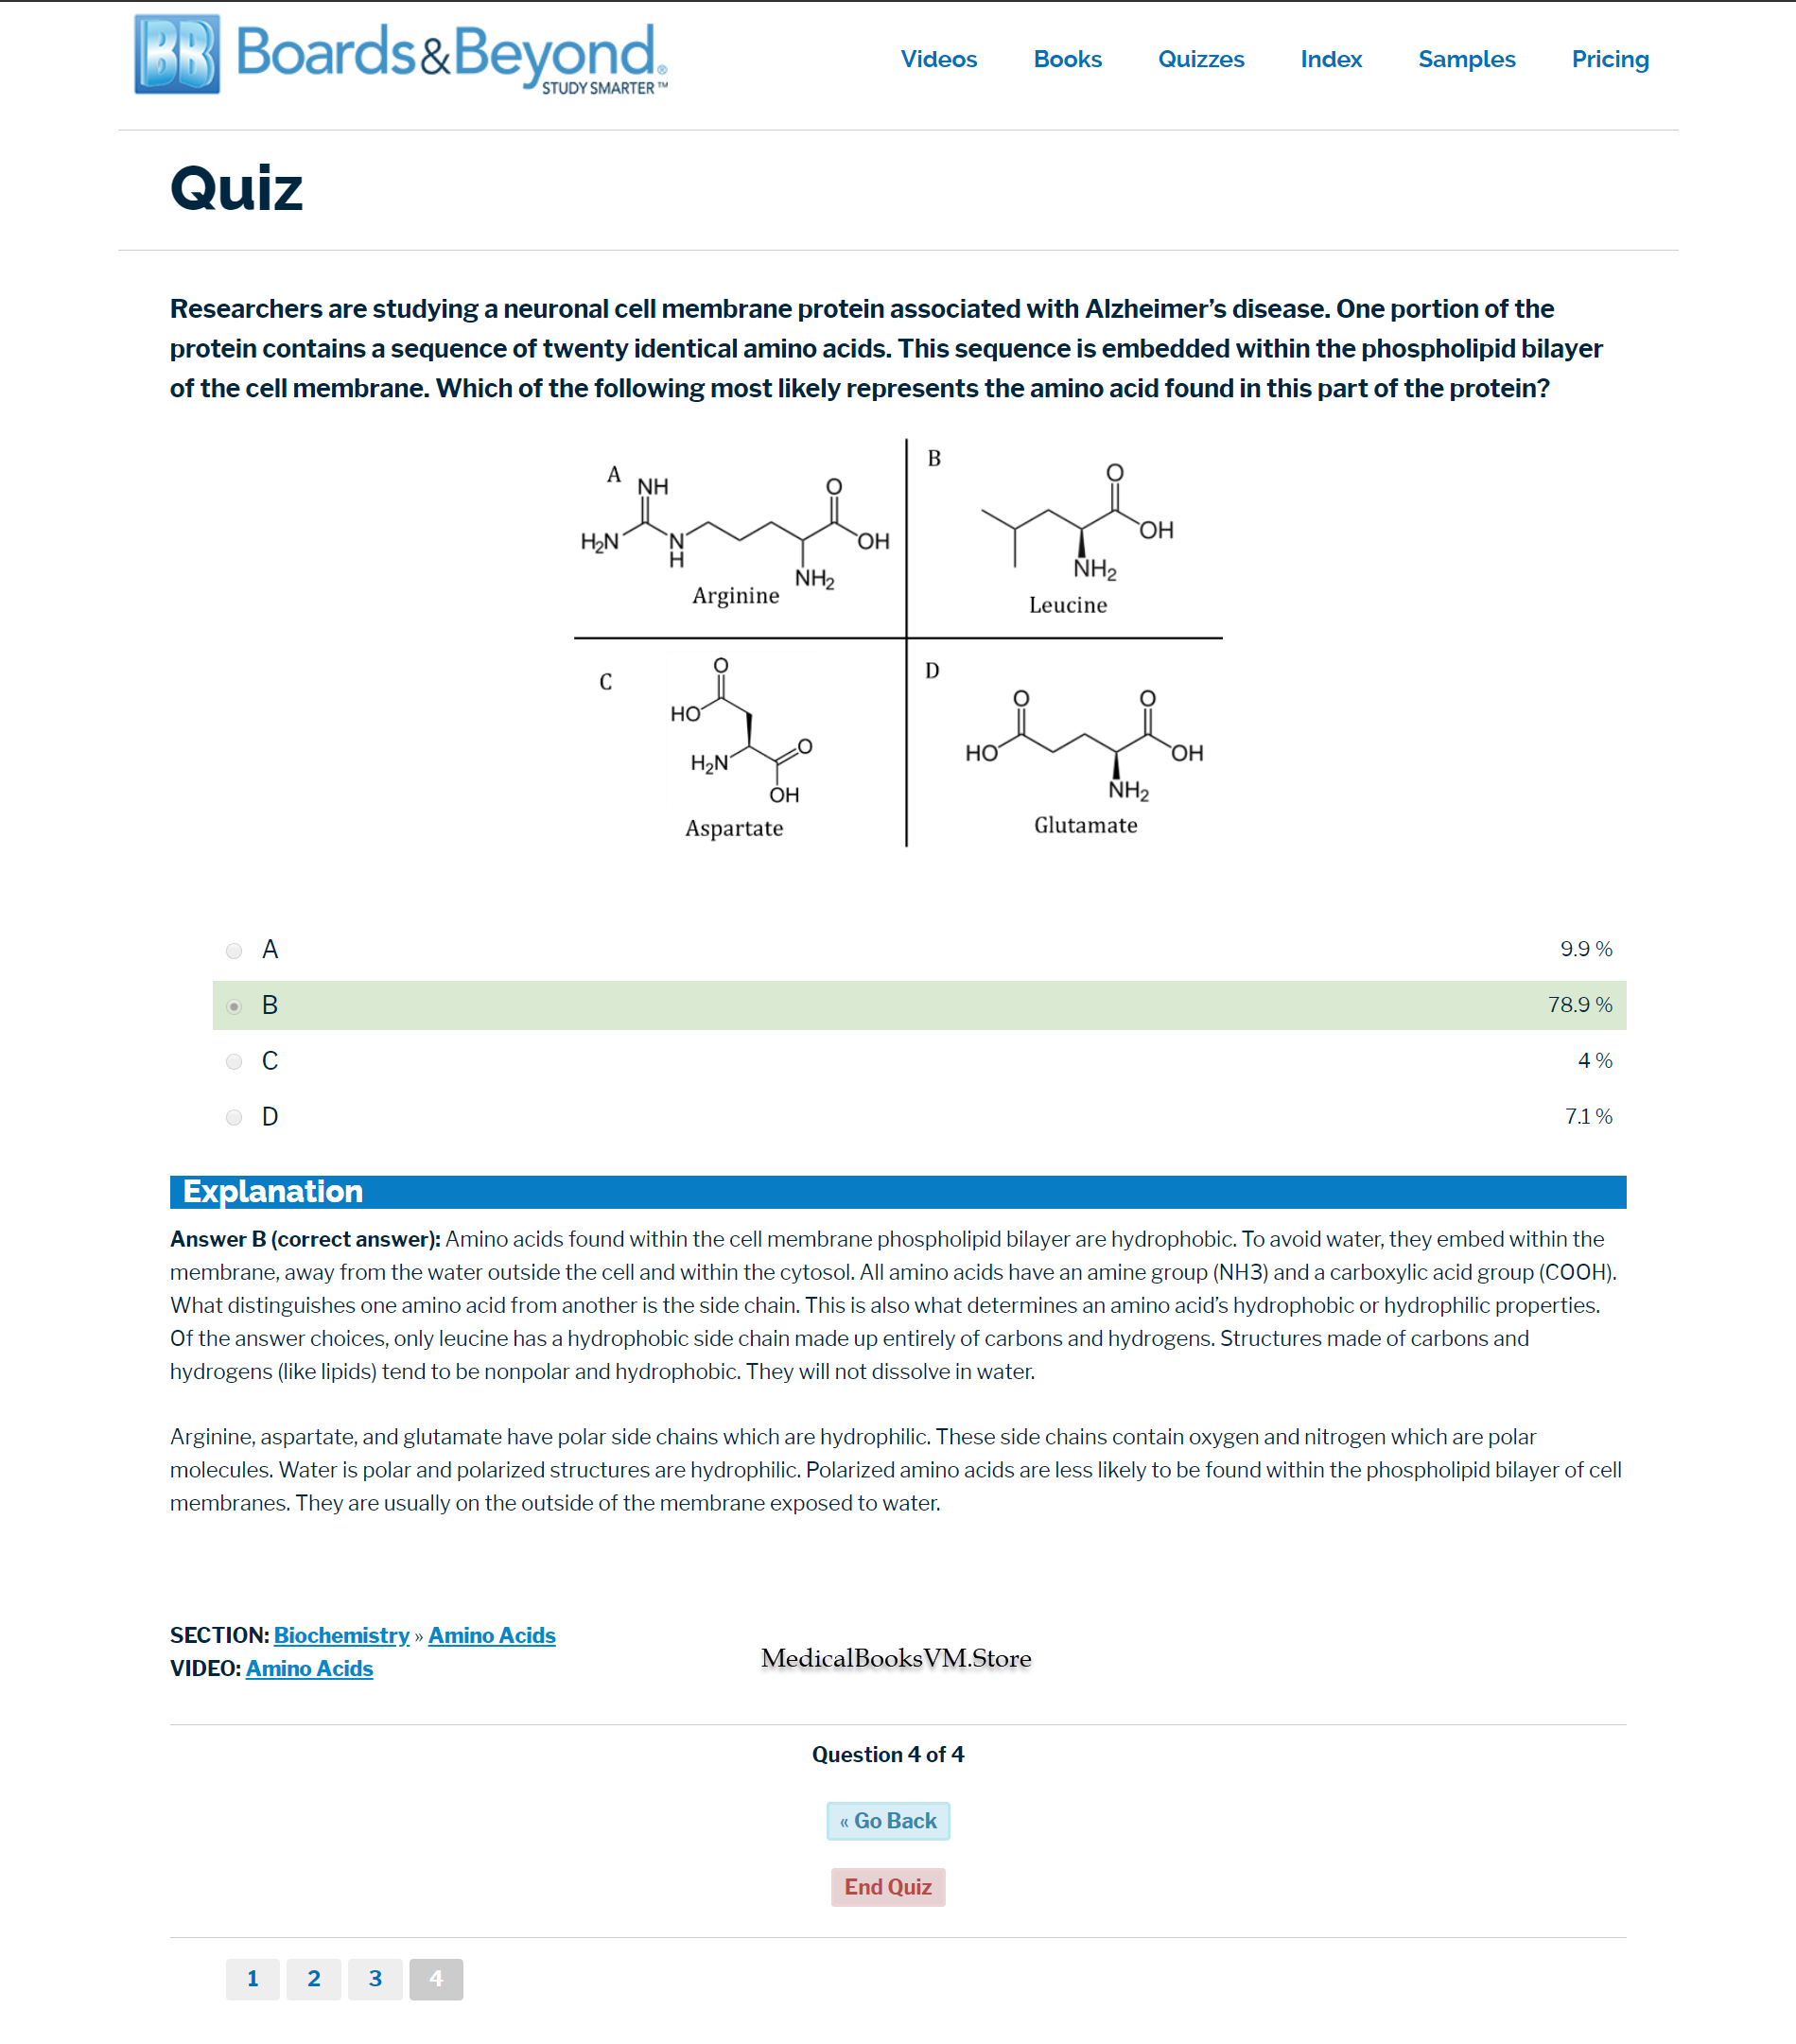 BB Boards&Beyond®
STUDY SMARTER™
Videos Books Quizzes Index Samples Pricing
Quiz
Researchers are studying a neuronal cell membrane protein associated with Alzheimer’s disease. One portion of the
protein contains a sequence of twenty identical amino acids. This sequence is embedded within the phospholipid bilayer
of the cell membrane. Which of the following most likely represents the amino acid found in this part of the protein?
A
NH
O
H2N
N
H
OH
NH2
Arginine
B
O
OH
NH2
Leucine
C
O
HO
O
H2N
OH
Aspartate
D
O
O
HO
OH
NH2
Glutamate
A 9.9 %
B 78.9 %
C 4 %
D 7.1 %
Explanation
Answer B (correct answer): Amino acids found within the cell membrane phospholipid bilayer are hydrophobic. To avoid water, they embed within the
membrane, away from the water outside the cell and within the cytosol. All amino acids have an amine group (NH3) and a carboxylic acid group (COOH).
What distinguishes one amino acid from another is the side chain. This is also what determines an amino acid’s hydrophobic or hydrophilic properties.
Of the answer choices, only leucine has a hydrophobic side chain made up entirely of carbons and hydrogens. Structures made of carbons and
hydrogens (like lipids) tend to be nonpolar and hydrophobic. They will not dissolve in water.
Arginine, aspartate, and glutamate have polar side chains which are hydrophilic. These side chains contain oxygen and nitrogen which are polar
molecules. Water is polar and polarized structures are hydrophilic. Polarized amino acids are less likely to be found within the phospholipid bilayer of cell
membranes. They are usually on the outside of the membrane exposed to water.
SECTION: Biochemistry » Amino Acids
VIDEO: Amino Acids
MedicalBooksVM.Store
Question 4 of 4
« Go Back
End Quiz
1 2 3 4